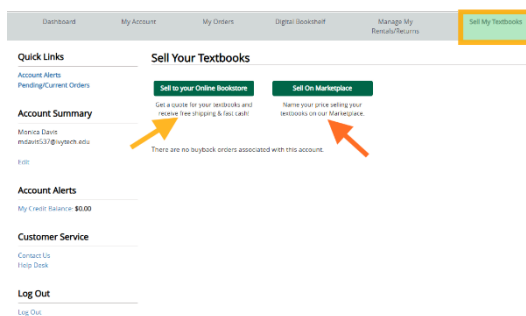 Dashboard
My Account
My Orders
Digital Bookshelf
Manage My
Rentals/Returns
Sell My Textbooks
Quick Links
Account Alerts
Pending/Current Orders
Account Summary
Monica Davis
mdavis537@ivytech.edu
Edit
Account Alerts
My Credit Balance- $0.00
Customer Service
Contact Us
Help Desk
Log Out
Log Out
Sell Your Textbooks
Sell to your Online Bookstore
Get a quote for your textbooks and
receive free shipping & fast cash!
Sell On Marketplace
Name your price selling your
textbooks on our Marketplace.
There are no buyback orders associated with this account.